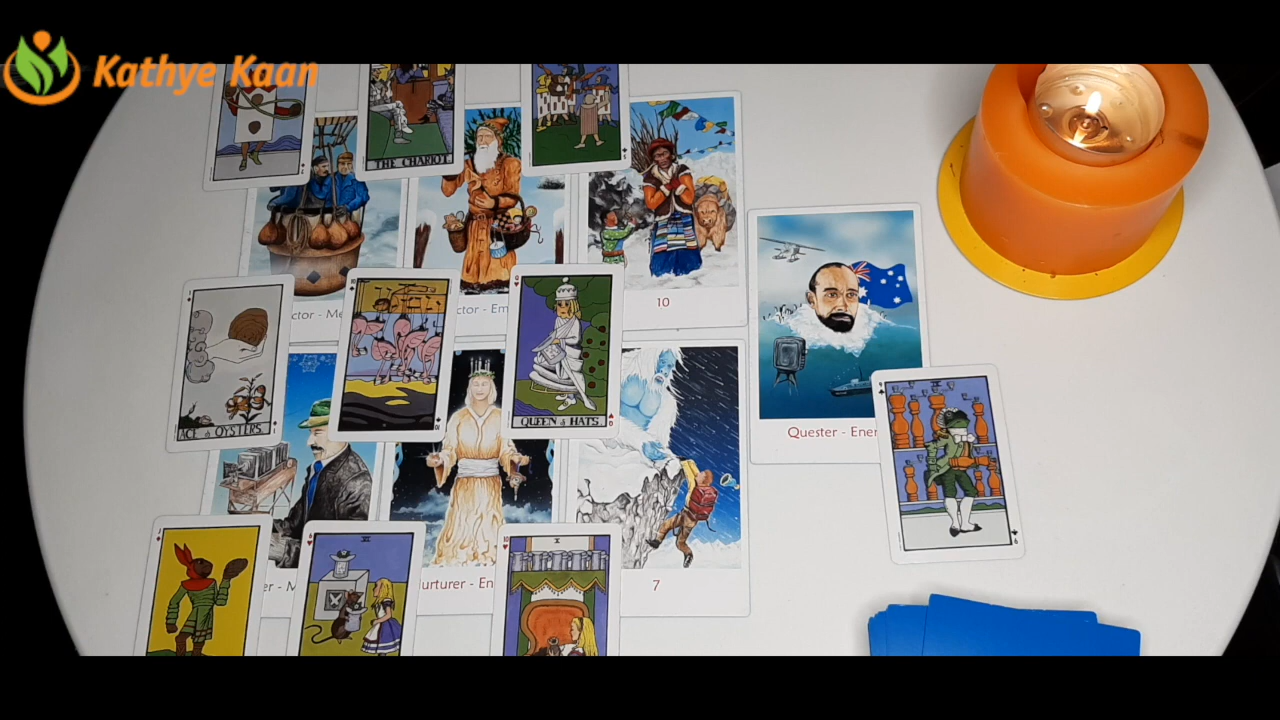 Kathye Kaan
THE CHARIOT
10
ctor - Me
ctor - Em
Quester - Ener
ACE of OYSTERS
QUEEN of HATS
er - M
urturer - En
7
VI
X